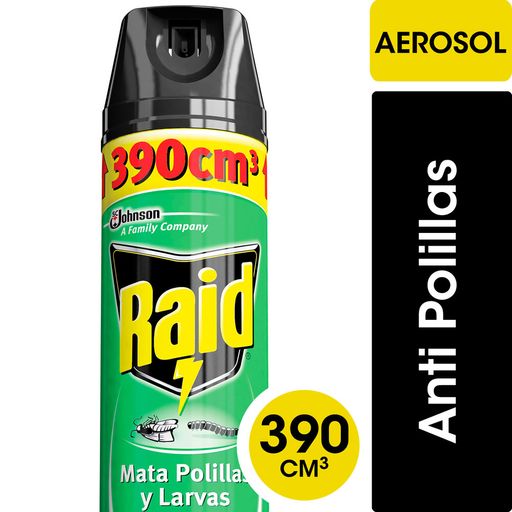 AEROSOL
Anti Polillas
390cm³
SC Johnson
A Family Company
Raid
®
Mata Polillas
y Larvas
390
CM³